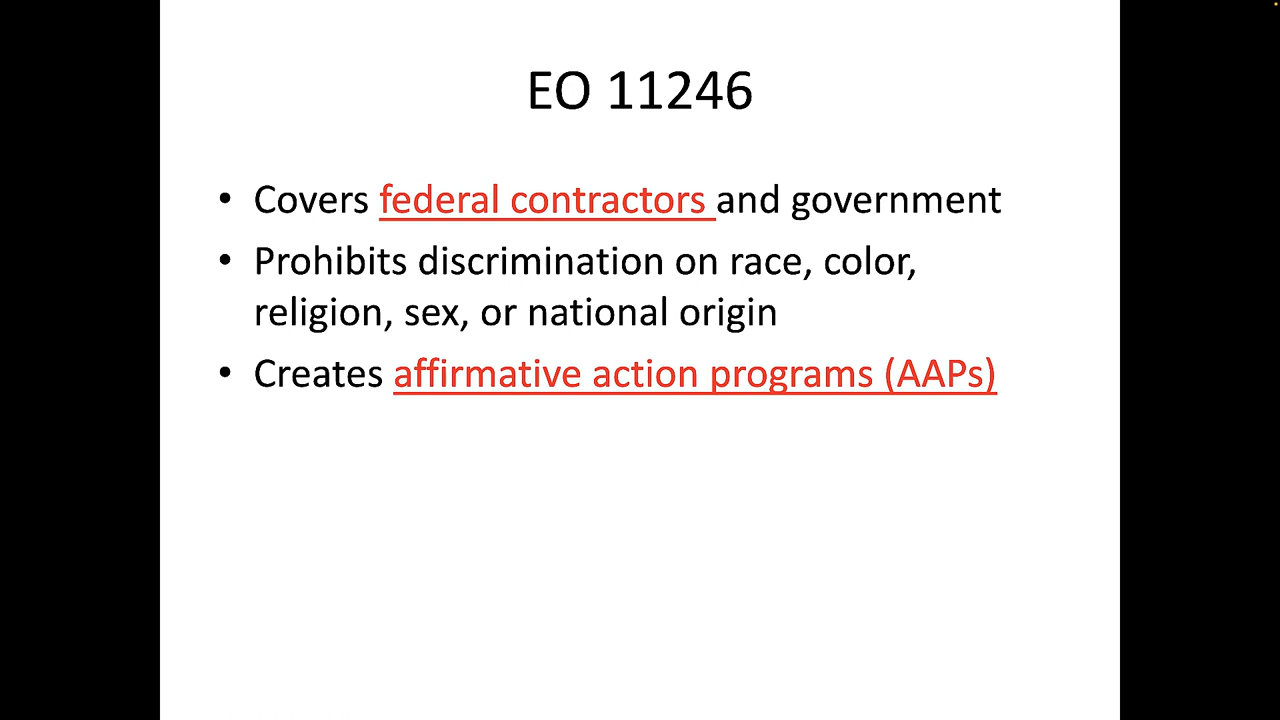 EO 11246
• Covers federal contractors and government
• Prohibits discrimination on race, color,
religion, sex, or national origin
• Creates affirmative action programs (AAPs)